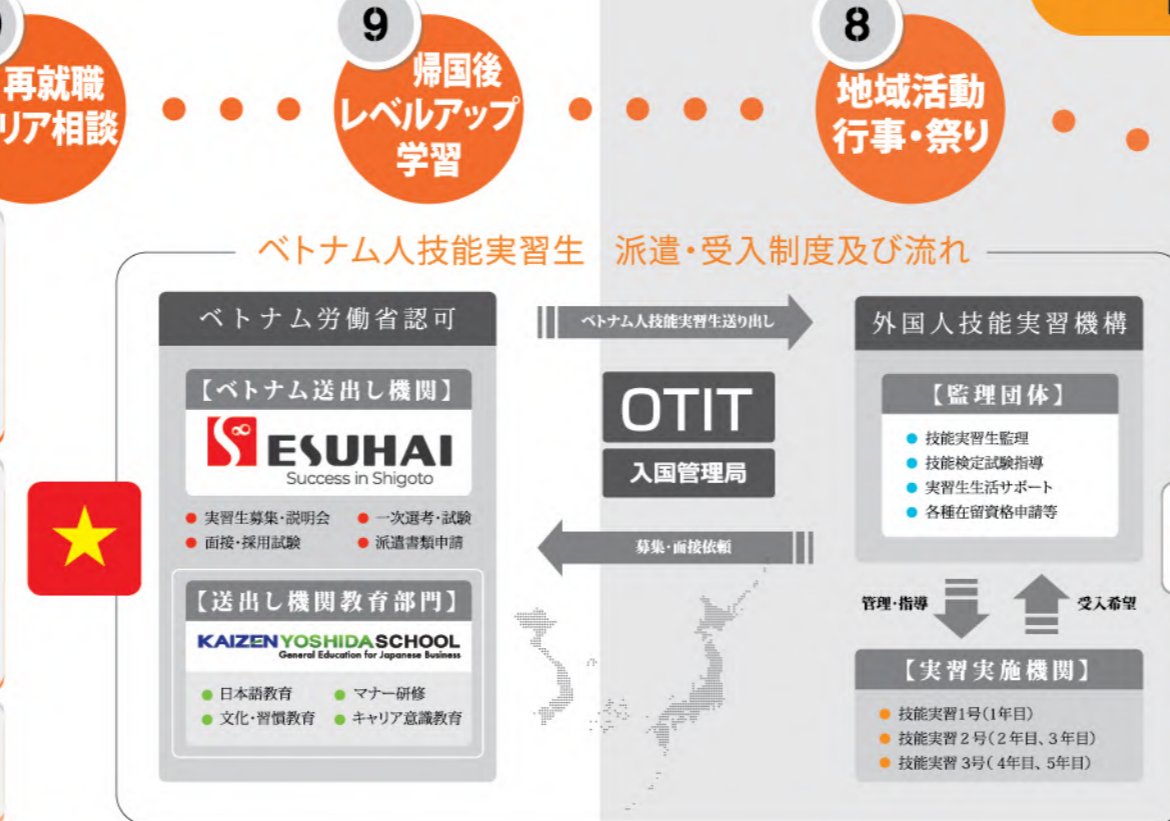 再就職
リア相談
9
帰国後
レベルアップ
学習
8
地域活動
行事・祭り
ベトナム人技能実習生 派遣・受入制度及び流れ
ベトナム労働省認可
【ベトナム送出し機関】
ESUHAI
Success in Shigoto
実習生募集・説明会
一次選考・試験
面接・採用試験
派遣書類申請
【送出し機関教育部門】
KAIZEN YOSHIDA SCHOOL
General Education for Japanese Business
日本語教育
マナー研修
文化・習慣教育
キャリア意識教育
ベトナム人技能実習生送り出し
OTIT
入国管理局
募集・面接依頼
外国人技能実習機構
【監理団体】
技能実習生監理
技能検定試験指導
実習生生活サポート
各種在留資格申請等
管理・指導
受入希望
【実習実施機関】
技能実習1号(1年目)
技能実習2号(2年目、3年目)
技能実習 3号(4年目、5年目)